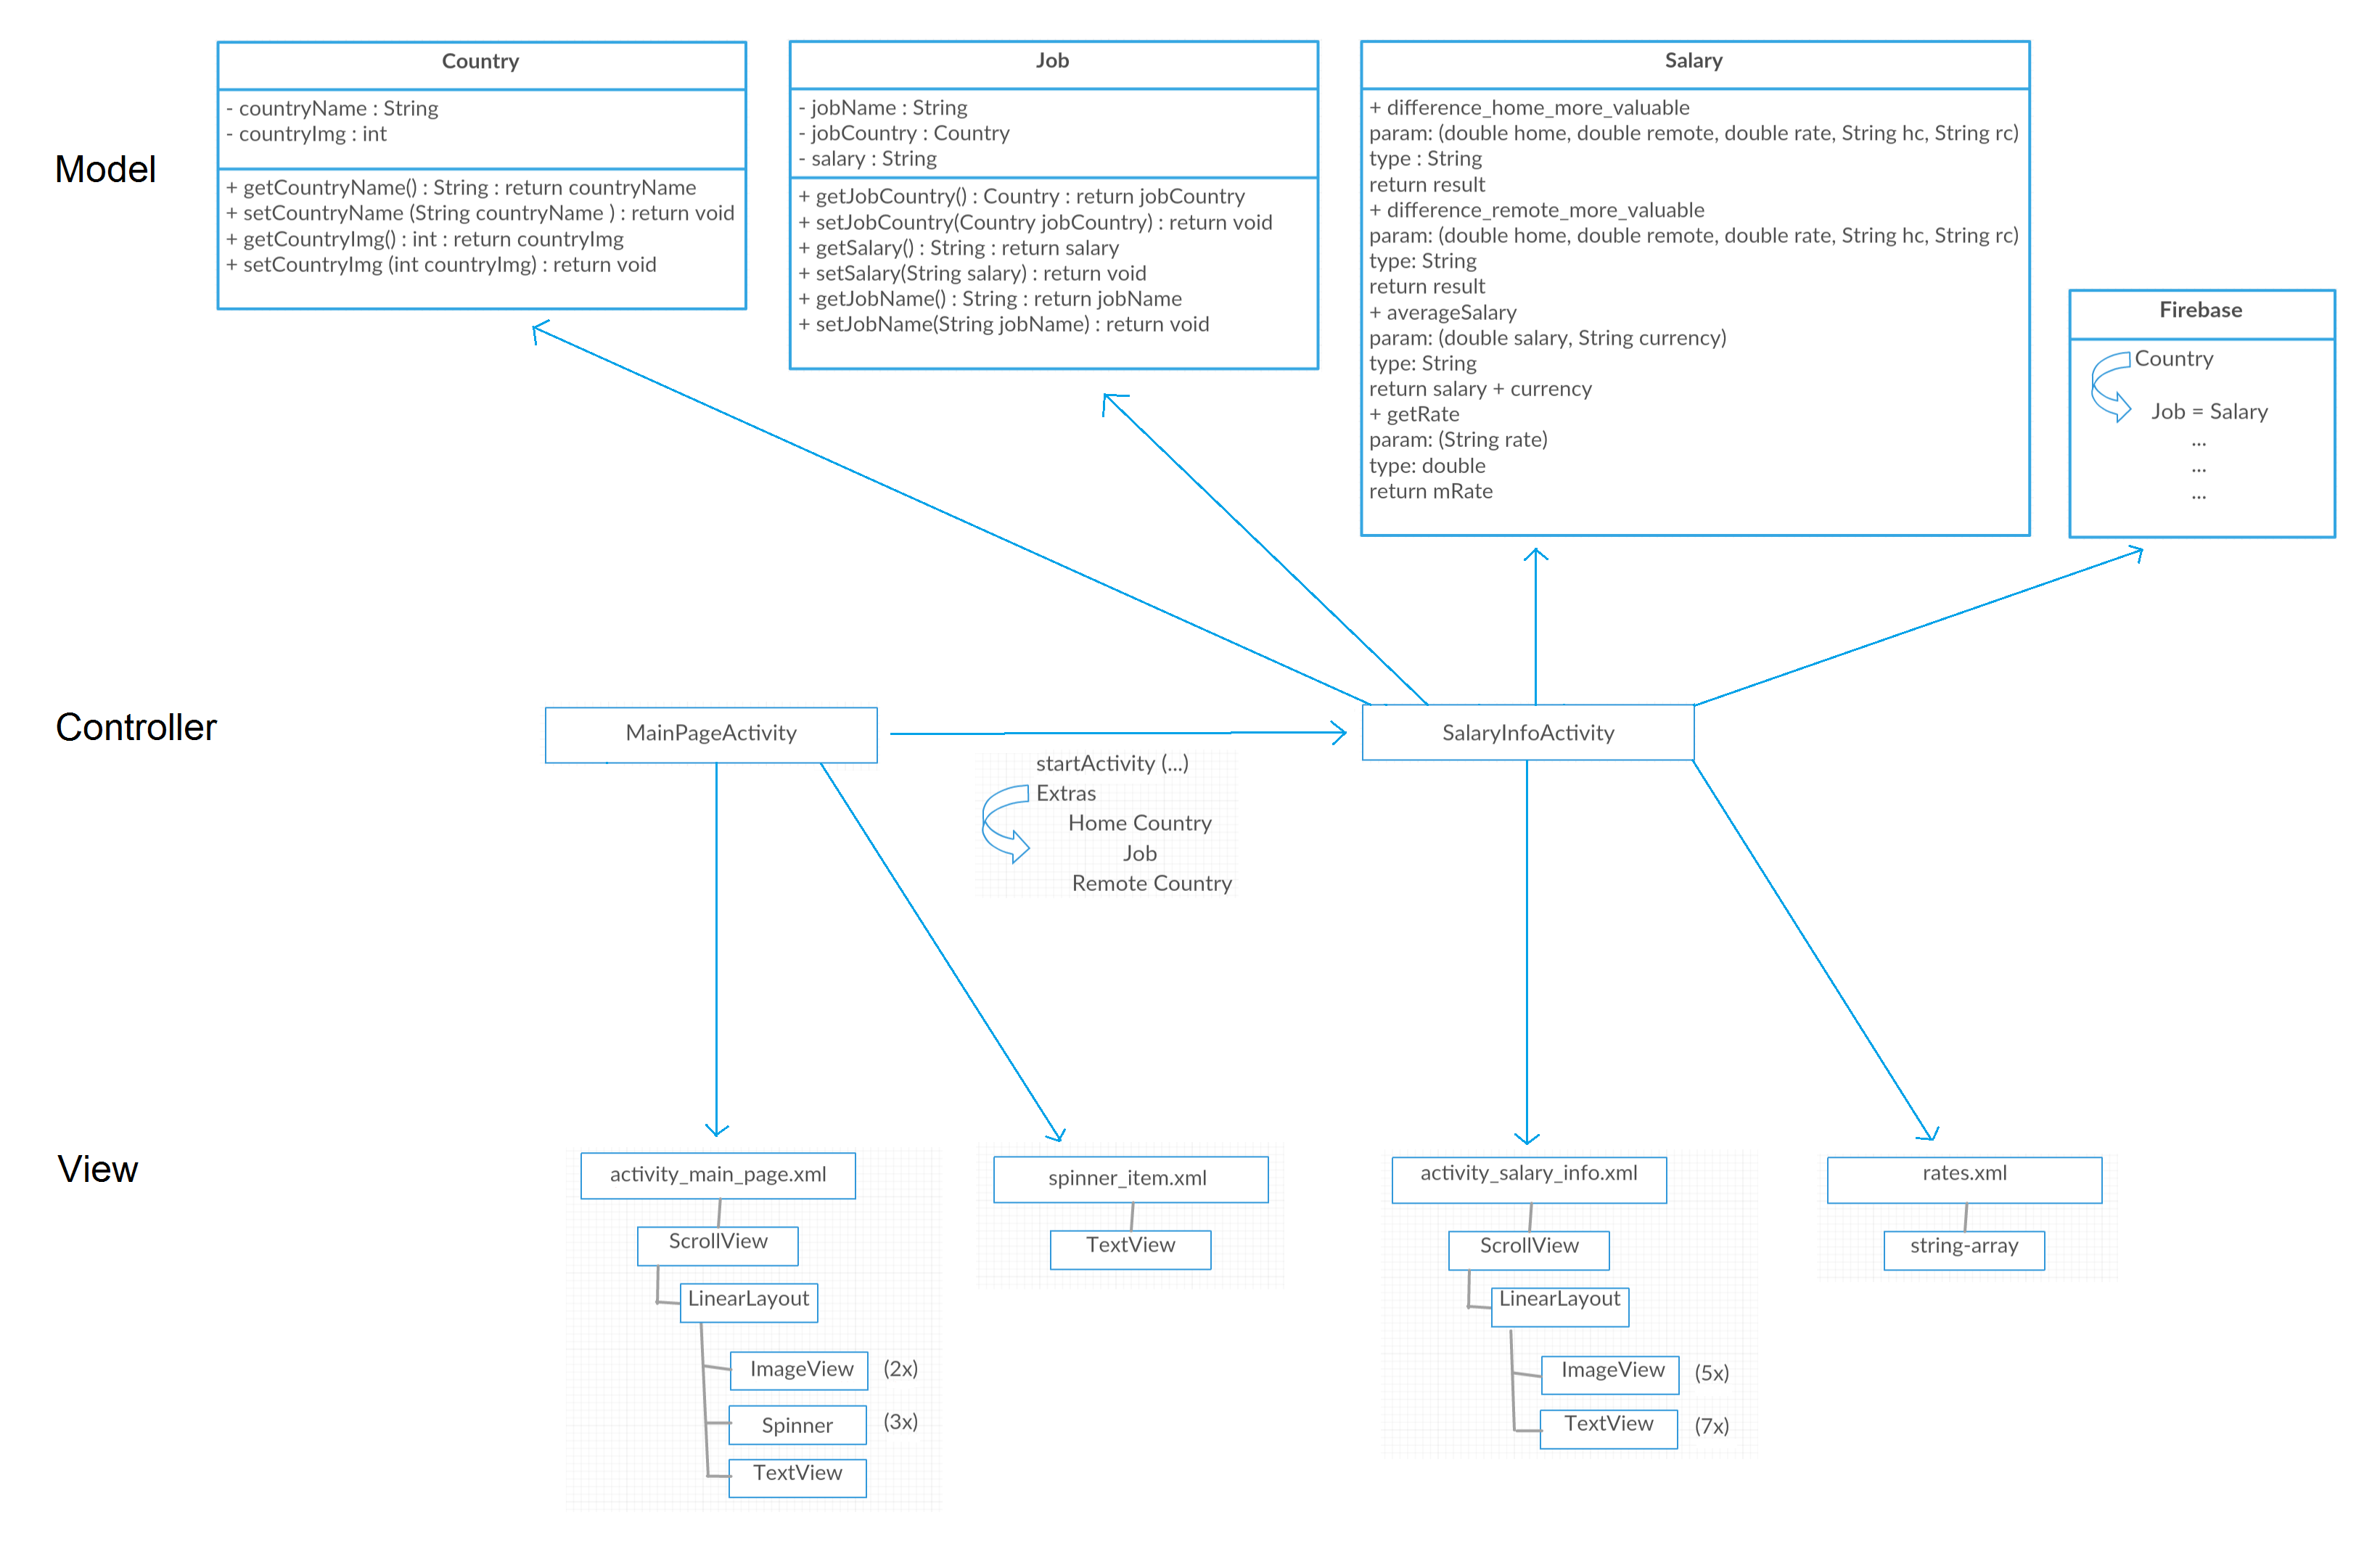 Model
Country
- countryName : String
- countryImg : int
+ getCountryName() : String : return countryName
+ setCountryName (String countryName ) : return void
+ getCountryImg() : int : return countryImg
+ setCountryImg (int countryImg) : return void
Job
- jobName : String
- jobCountry : Country
- salary : String
+ getJobCountry() : Country : return jobCountry
+ setJobCountry(Country jobCountry) : return void
+ getSalary() : String : return salary
+ setSalary(String salary) : return void
+ getJobName() : String : return jobName
+ setJobName(String jobName) : return void
Salary
+ difference_home_more_valuable
param: (double home, double remote, double rate, String hc, String rc)
type : String
return result
+ difference_remote_more_valuable
param: (double home, double remote, double rate, String hc, String rc)
type: String
return result
+ averageSalary
param: (double salary, String currency)
type: String
return salary + currency
+ getRate
param: (String rate)
type: double
return mRate
Firebase
Country
Job = Salary
...
...
...
Controller
MainPageActivity
startActivity (...)
Extras
Home Country
Job
Remote Country
SalaryInfoActivity
View
activity_main_page.xml
ScrollView
LinearLayout
ImageView (2x)
Spinner (3x)
TextView
spinner_item.xml
TextView
activity_salary_info.xml
ScrollView
LinearLayout
ImageView (5x)
TextView (7x)
rates.xml
string-array